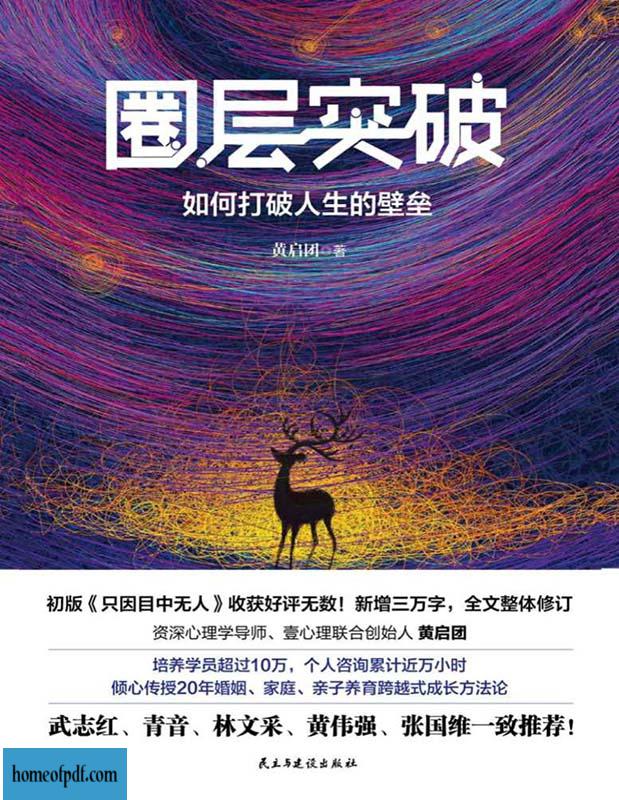 圈层突破
如何打破人生的壁垒
黄启团◎著
初版《只因目中无人》收获好评无数！新增三万字，全文整体修订
资深心理学导师、壹心理联合创始人 黄启团
培养学员超过10万，个人咨询累计近万小时
倾心传授20年婚姻、家庭、亲子养育跨越式成长方法论
武志红、青音、林文采、黄伟强、张国维一致推荐！
民主与建设出版社
homeofpdf.com